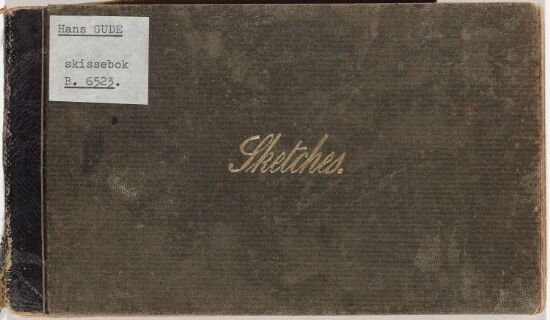 Hans GUDE
skissebok
B. 6523.
Sketches.